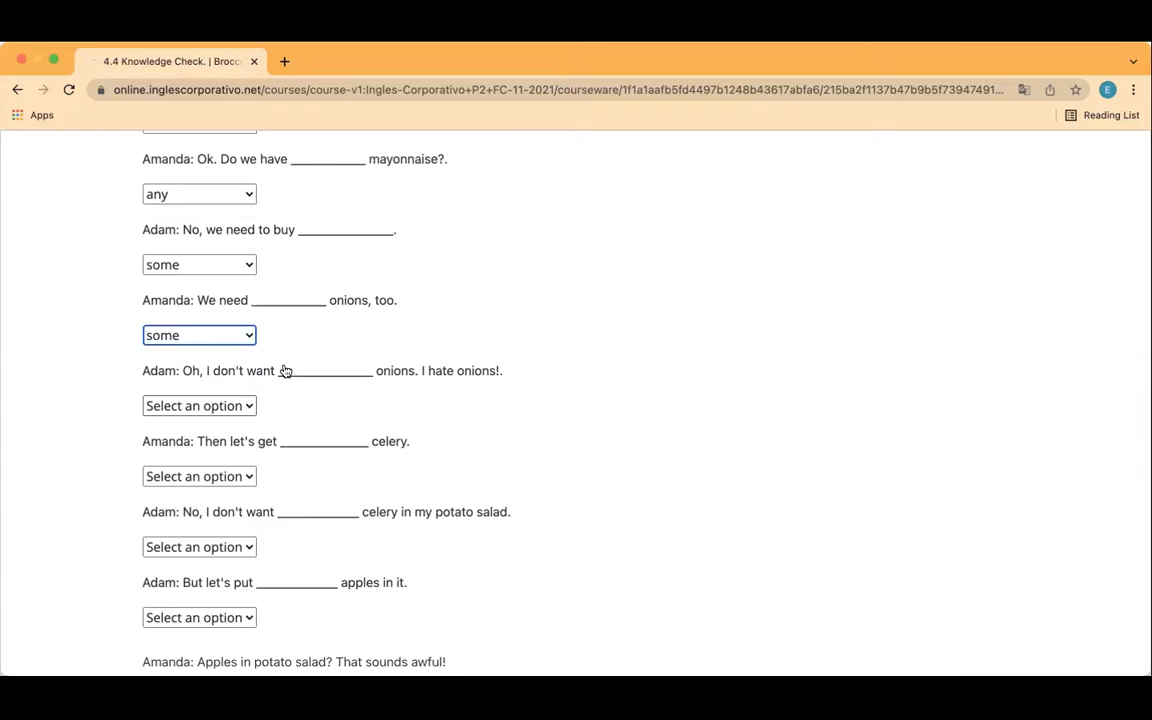 4.4 Knowledge Check. | Brocc
online.inglescorporativo.net/courses/course-v1:Ingles-Corporativo+P2+FC-11-2021/courseware/1f1a1aafb5fd4497b1248b43617abfa6/215ba2f1137b47b9b5f73947491...
E
Apps
Reading List
Amanda: Ok. Do we have ___________ mayonnaise?.
any
Adam: No, we need to buy ______________.
some
Amanda: We need ___________ onions, too.
some
Adam: Oh, I don't want ______________ onions. I hate onions!.
Select an option
Amanda: Then let's get _____________ celery.
Select an option
Adam: No, I don't want ____________ celery in my potato salad.
Select an option
Adam: But let's put ____________ apples in it.
Select an option
Amanda: Apples in potato salad? That sounds awful!